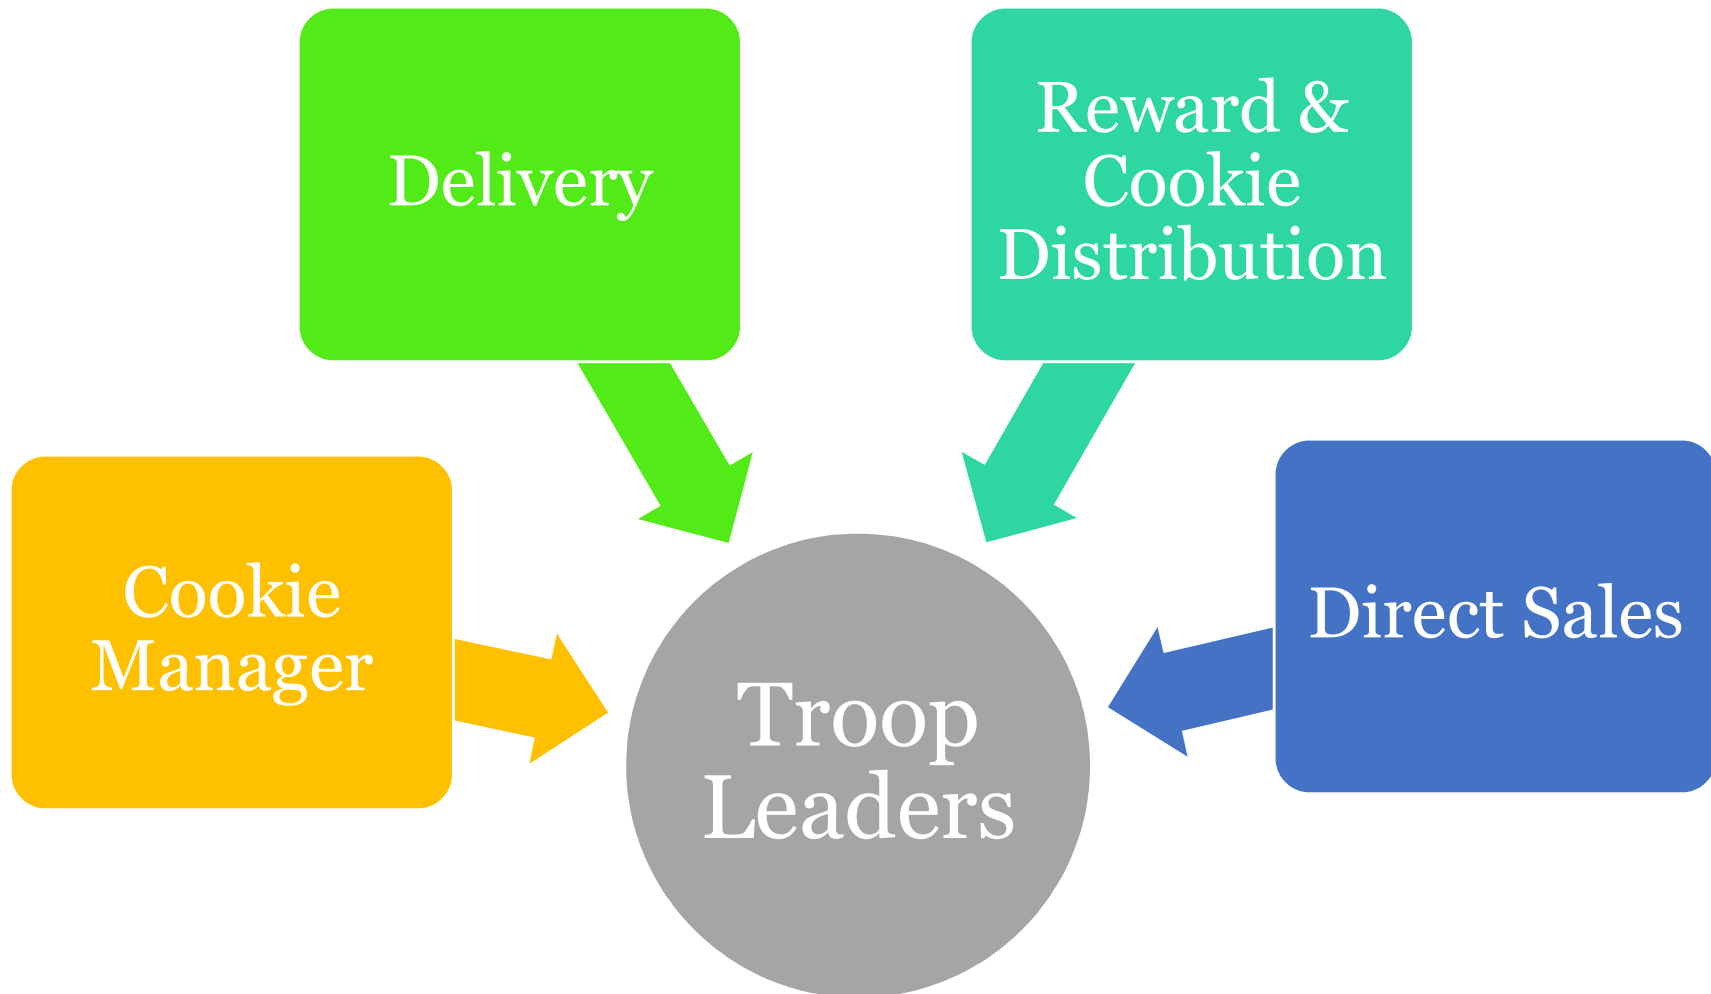 Delivery
Reward &
Cookie
Distribution
Cookie
Manager
Direct Sales
Troop
Leaders